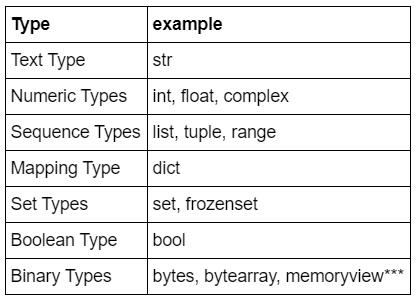 Type example
Text Type str
Numeric Types int, float, complex
Sequence Types list, tuple, range
Mapping Type dict
Set Types set, frozenset
Boolean Type bool
Binary Types bytes, bytearray, memoryview***